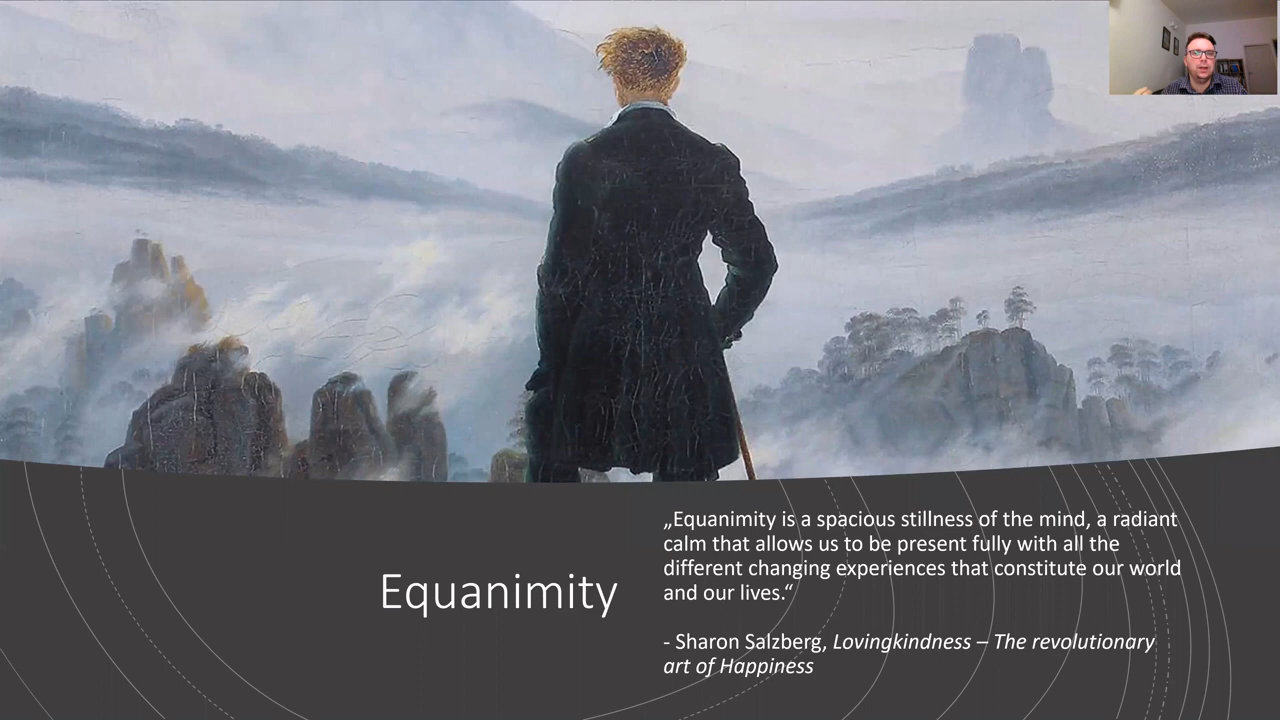 Equanimity
„Equanimity is a spacious stillness of the mind, a radiant
calm that allows us to be present fully with all the
different changing experiences that constitute our world
and our lives.“
- Sharon Salzberg, Lovingkindness – The revolutionary
art of Happiness